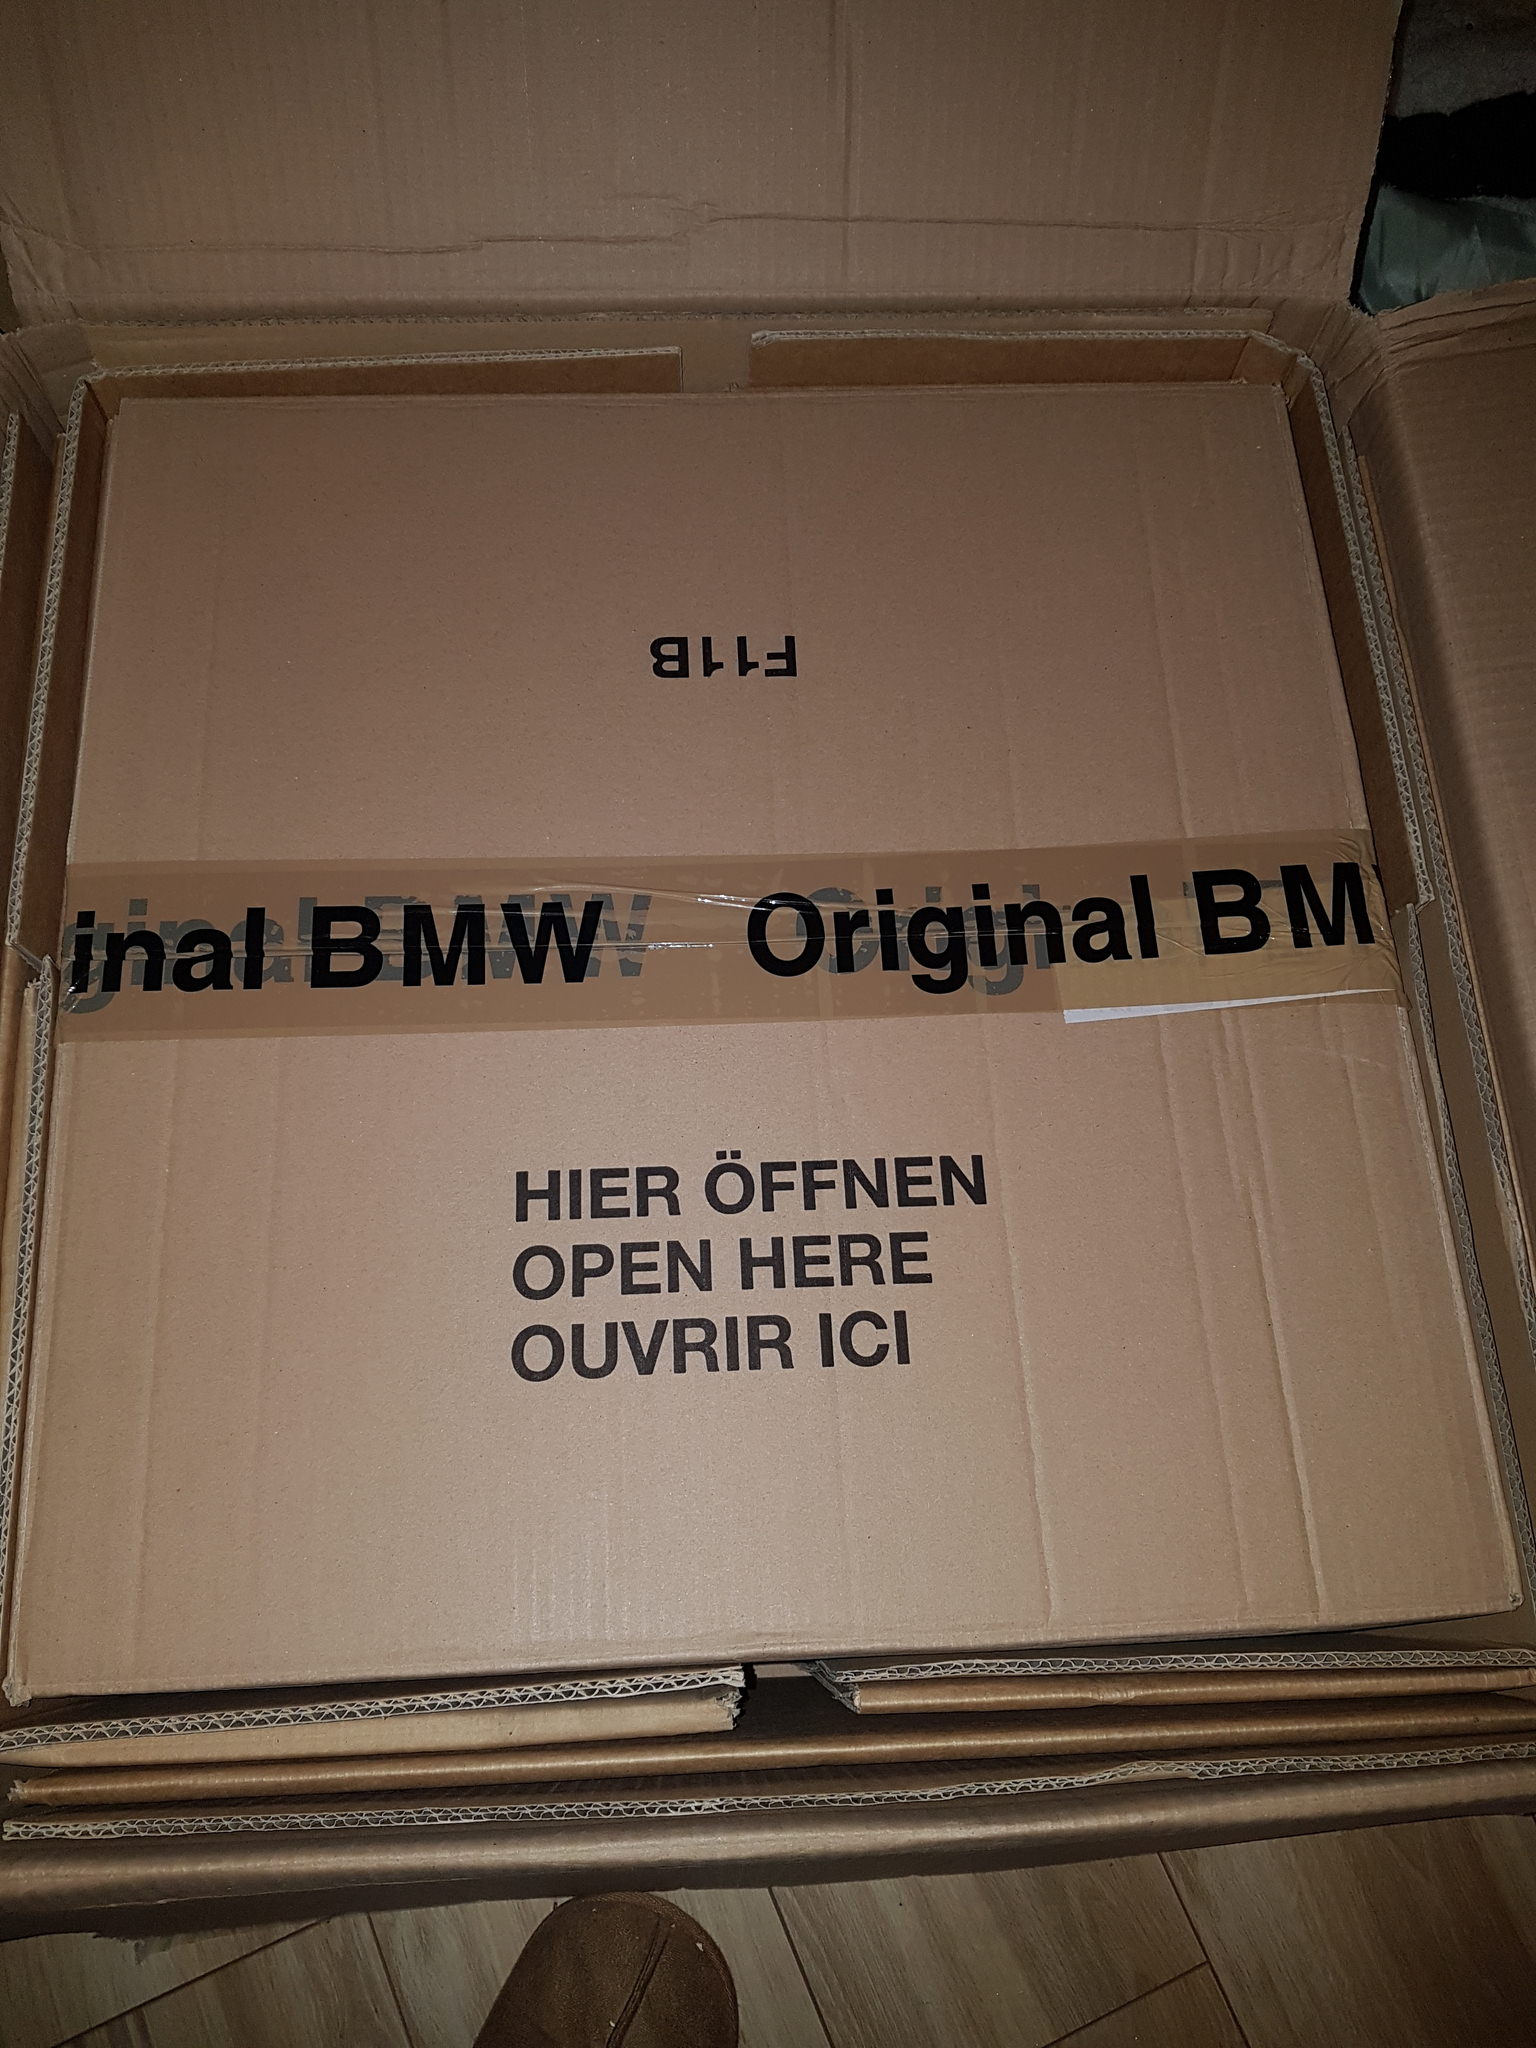 F11B
inal BMW Original BM
HIER ÖFFNEN
OPEN HERE
OUVRIR ICI